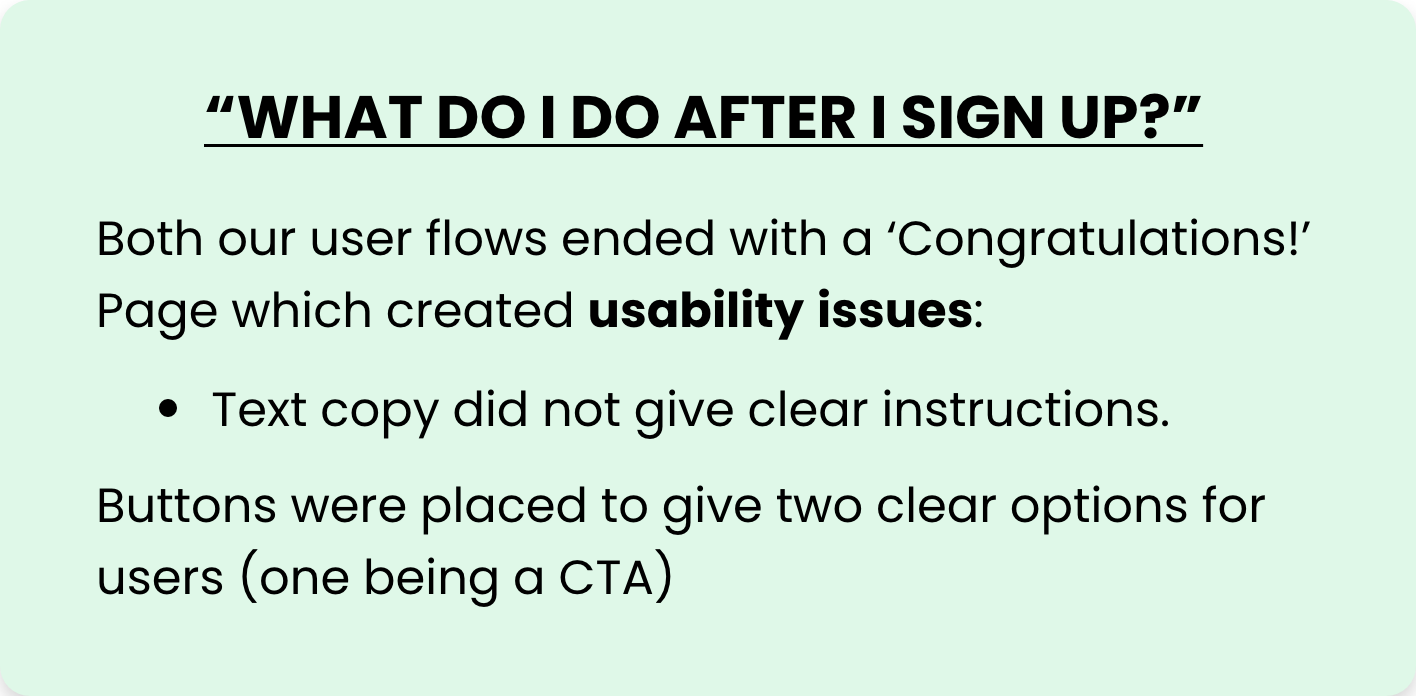 “WHAT DO I DO AFTER I SIGN UP?”
Both our user flows ended with a ‘Congratulations!’
Page which created usability issues:
• Text copy did not give clear instructions.
Buttons were placed to give two clear options for
users (one being a CTA)